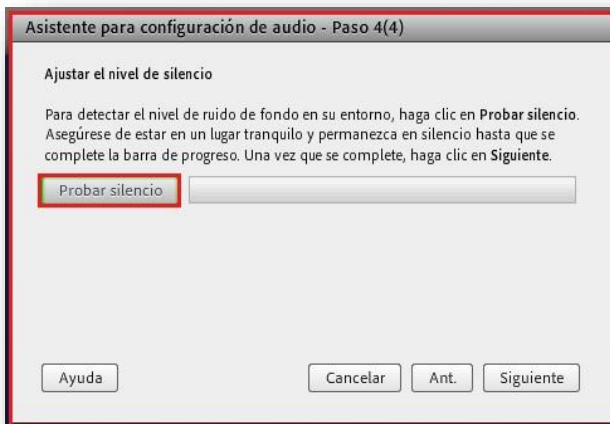 Asistente para configuración de audio - Paso 4(4)
Ajustar el nivel de silencio
Para detectar el nivel de ruido de fondo en su entorno, haga clic en Probar silencio.
Asegúrese de estar en un lugar tranquilo y permanezca en silencio hasta que se
complete la barra de progreso. Una vez que se complete, haga clic en Siguiente.
Probar silencio
Ayuda Cancelar Ant. Siguiente